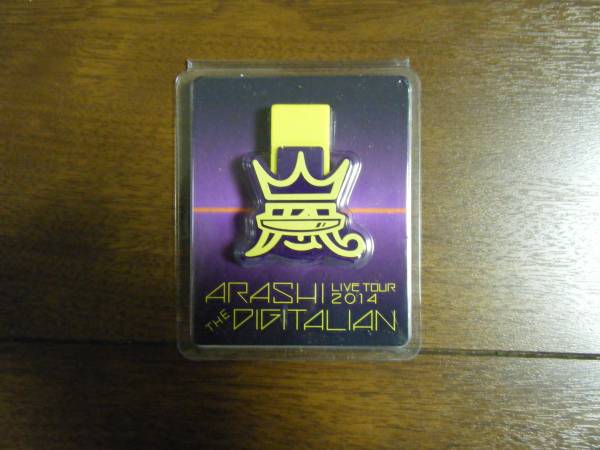 嵐
ARASHI LIVE TOUR 2014
THE DIGITALIAN